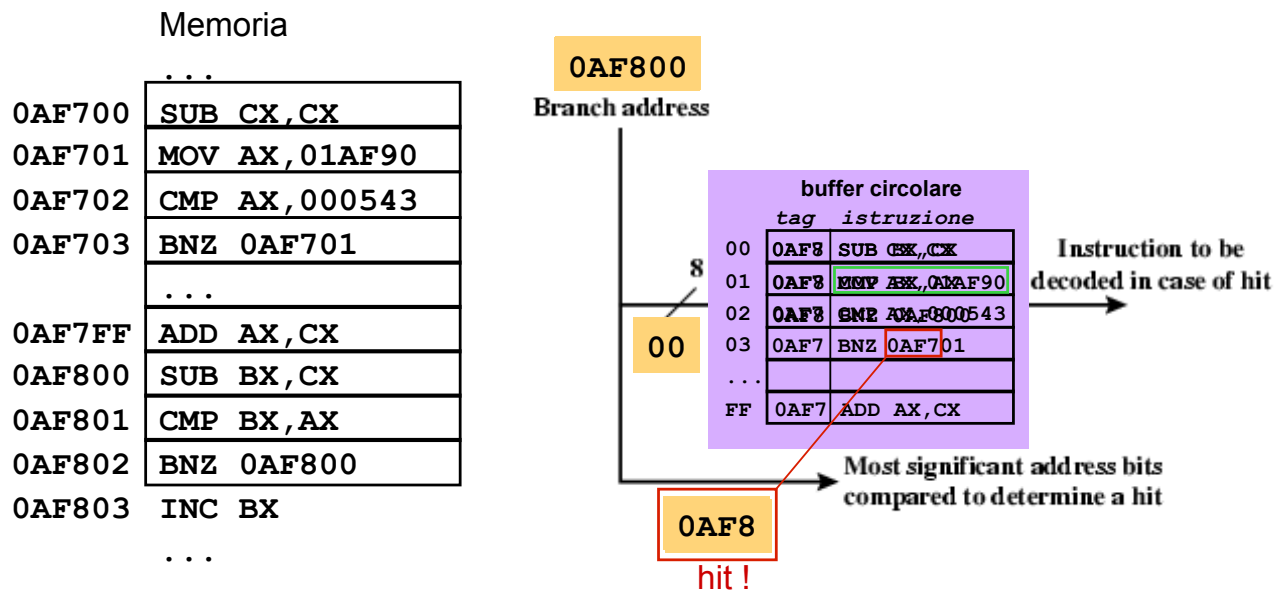 Memoria
...
0AF700 SUB CX,CX
0AF701 MOV AX,01AF90
0AF702 CMP AX,000543
0AF703 BNZ 0AF701
...
0AF7FF ADD AX,CX
0AF800 SUB BX,CX
0AF801 CMP BX,AX
0AF802 BNZ 0AF800
0AF803 INC BX
...
0AF800
Branch address
8
00
buffer circolare
tag istruzione
00 SUB
01
02
03 0AF7 BNZ 0AF701
...
FF 0AF7 ADD AX,CX
Instruction to be
decoded in case of hit
Most significant address bits
compared to determine a hit
0AF8
hit !